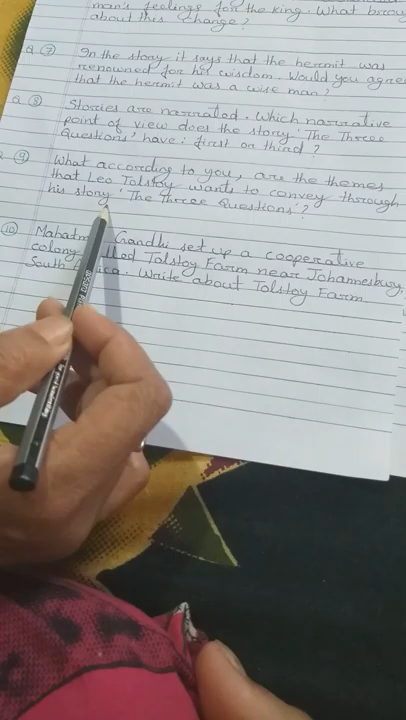 man's feelings for the king. What brou
about this change?
Q. 7 In the story it says that the hermit was
renowned for his wisdom. Would you agree
that the hermit was a wise man?
Q. 8 Stories are narrated. Which narrative
point of view does the story 'The Three
Questions' have: first or third?
Q. 9 What according to you, are the themes
that Leo Tolstoy wants to convey through
his story 'The Three Questions'?
10 Mahatm Gandhi set up a cooperative
colony lled Tolstoy Farm near Johannesburg,
South ica. Write about Tolstoy Farm.